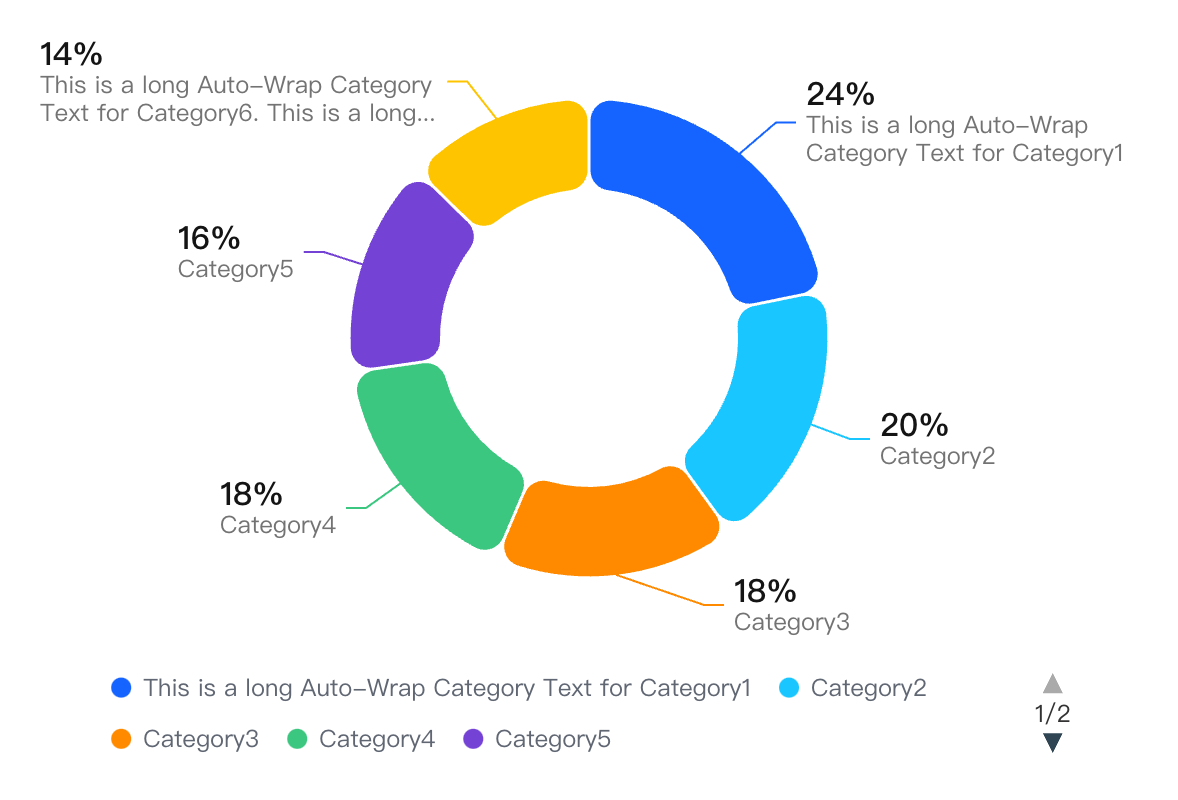 14%
This is a long Auto–Wrap Category
Text for Category6. This is a long...
24%
This is a long Auto–Wrap
Category Text for Category1
16%
Category5
20%
Category2
18%
Category4
18%
Category3
This is a long Auto–Wrap Category Text for Category1
Category2
1/2
Category3
Category4
Category5